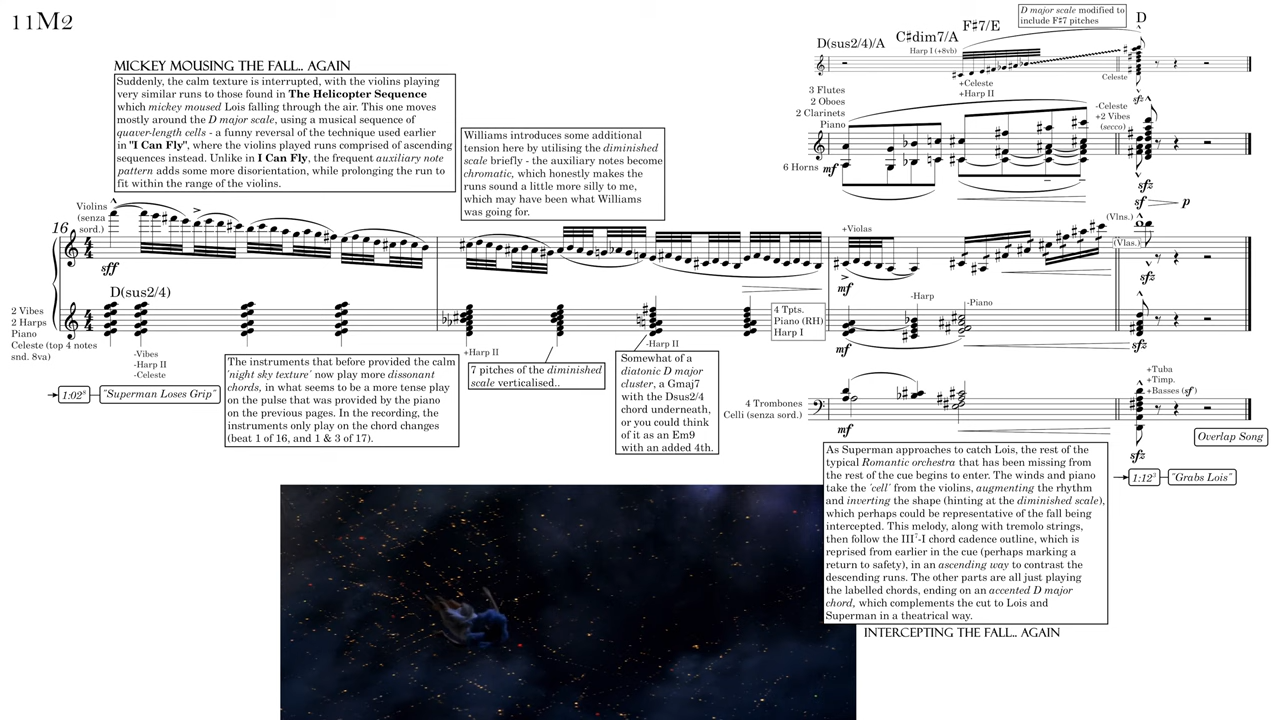 11M2
MICKEY MOUSING THE FALL.. AGAIN
Suddenly, the calm texture is interrupted, with the violins playing
very similar runs to those found in The Helicopter Sequence
which mickey moused Lois falling through the air. This one moves
mostly around the D major scale, using a musical sequence of
quaver-length cells - a funny reversal of the technique used earlier
in "I Can Fly", where the violins played runs comprised of ascending
sequences instead. Unlike in I Can Fly, the frequent auxiliary note
pattern adds some more disorientation, while prolonging the run to
fit within the range of the violins.
Williams introduces some additional
tension here by utilising the diminished
scale briefly - the auxiliary notes become
chromatic, which honestly makes the
runs sound a little more silly to me,
which may have been what Williams
was going for.
D major scale modified to
include F♯7 pitches
D(sus2/4)/A
C♯dim7/A
F♯7/E
D
Harp I (+8vb)
+Celeste
+Harp II
Celeste
sfz
3 Flutes
2 Oboes
2 Clarinets
Piano
6 Horns
mf
-Celeste
+2 Vibes
(secco)
sfz
sf
p
16
Violins
(senza
sord.)
4
4
sff
+Violas
mf
(Vlns.)
(Vlas.)
sfz
D(sus2/4)
2 Vibes
2 Harps
Piano
Celeste (top 4 notes
snd. 8va)
4
4
-Vibes
-Harp II
-Celeste
+Harp II
-Harp II
4 Tpts.
Piano (RH)
Harp I
-Harp
-Piano
mf
sfz
1:02⁸
"Superman Loses Grip"
The instruments that before provided the calm
'night sky texture' now play more dissonant
chords, in what seems to be a more tense play
on the pulse that was provided by the piano
on the previous pages. In the recording, the
instruments only play on the chord changes
(beat 1 of 16, and 1 & 3 of 17).
7 pitches of the diminished
scale verticalised..
Somewhat of a
diatonic D major
cluster, a Gmaj7
with the Dsus2/4
chord underneath,
or you could think
of it as an Em9
with an added 4th.
4 Trombones
Celli (senza sord.)
mf
+Tuba
+Timp.
+Basses (sf)
sfz
Overlap Song
1:12³
"Grabs Lois"
As Superman approaches to catch Lois, the rest of the
typical Romantic orchestra that has been missing from
the rest of the cue begins to enter. The winds and piano
take the 'cell' from the violins, augmenting the rhythm
and inverting the shape (hinting at the diminished scale),
which perhaps could be representative of the fall being
intercepted. This melody, along with tremolo strings,
then follow the III⁷-I chord cadence outline, which is
reprised from earlier in the cue (perhaps marking a
return to safety), in an ascending way to contrast the
descending runs. The other parts are all just playing
the labelled chords, ending on an accented D major
chord, which complements the cut to Lois and
Superman in a theatrical way.
INTERCEPTING THE FALL.. AGAIN